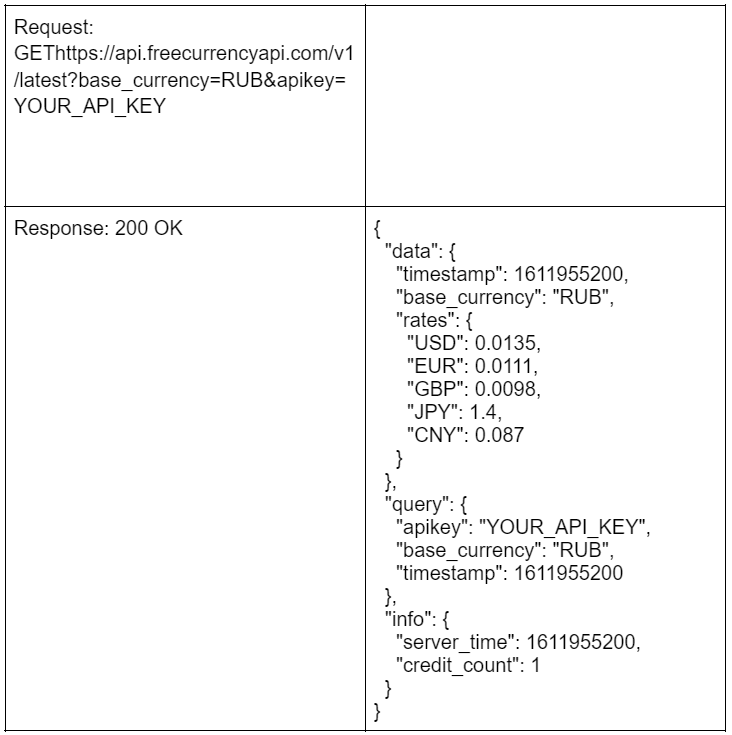 Request:
GEThttps://api.freecurrencyapi.com/v1
/latest?base_currency=RUB&apikey=
YOUR_API_KEY
Response: 200 OK
{
"data": {
"timestamp": 1611955200,
"base_currency": "RUB",
"rates": {
"USD": 0.0135,
"EUR": 0.0111,
"GBP": 0.0098,
"JPY": 1.4,
"CNY": 0.087
}
},
"query": {
"apikey": "YOUR_API_KEY",
"base_currency": "RUB",
"timestamp": 1611955200
},
"info": {
"server_time": 1611955200,
"credit_count": 1
}
}